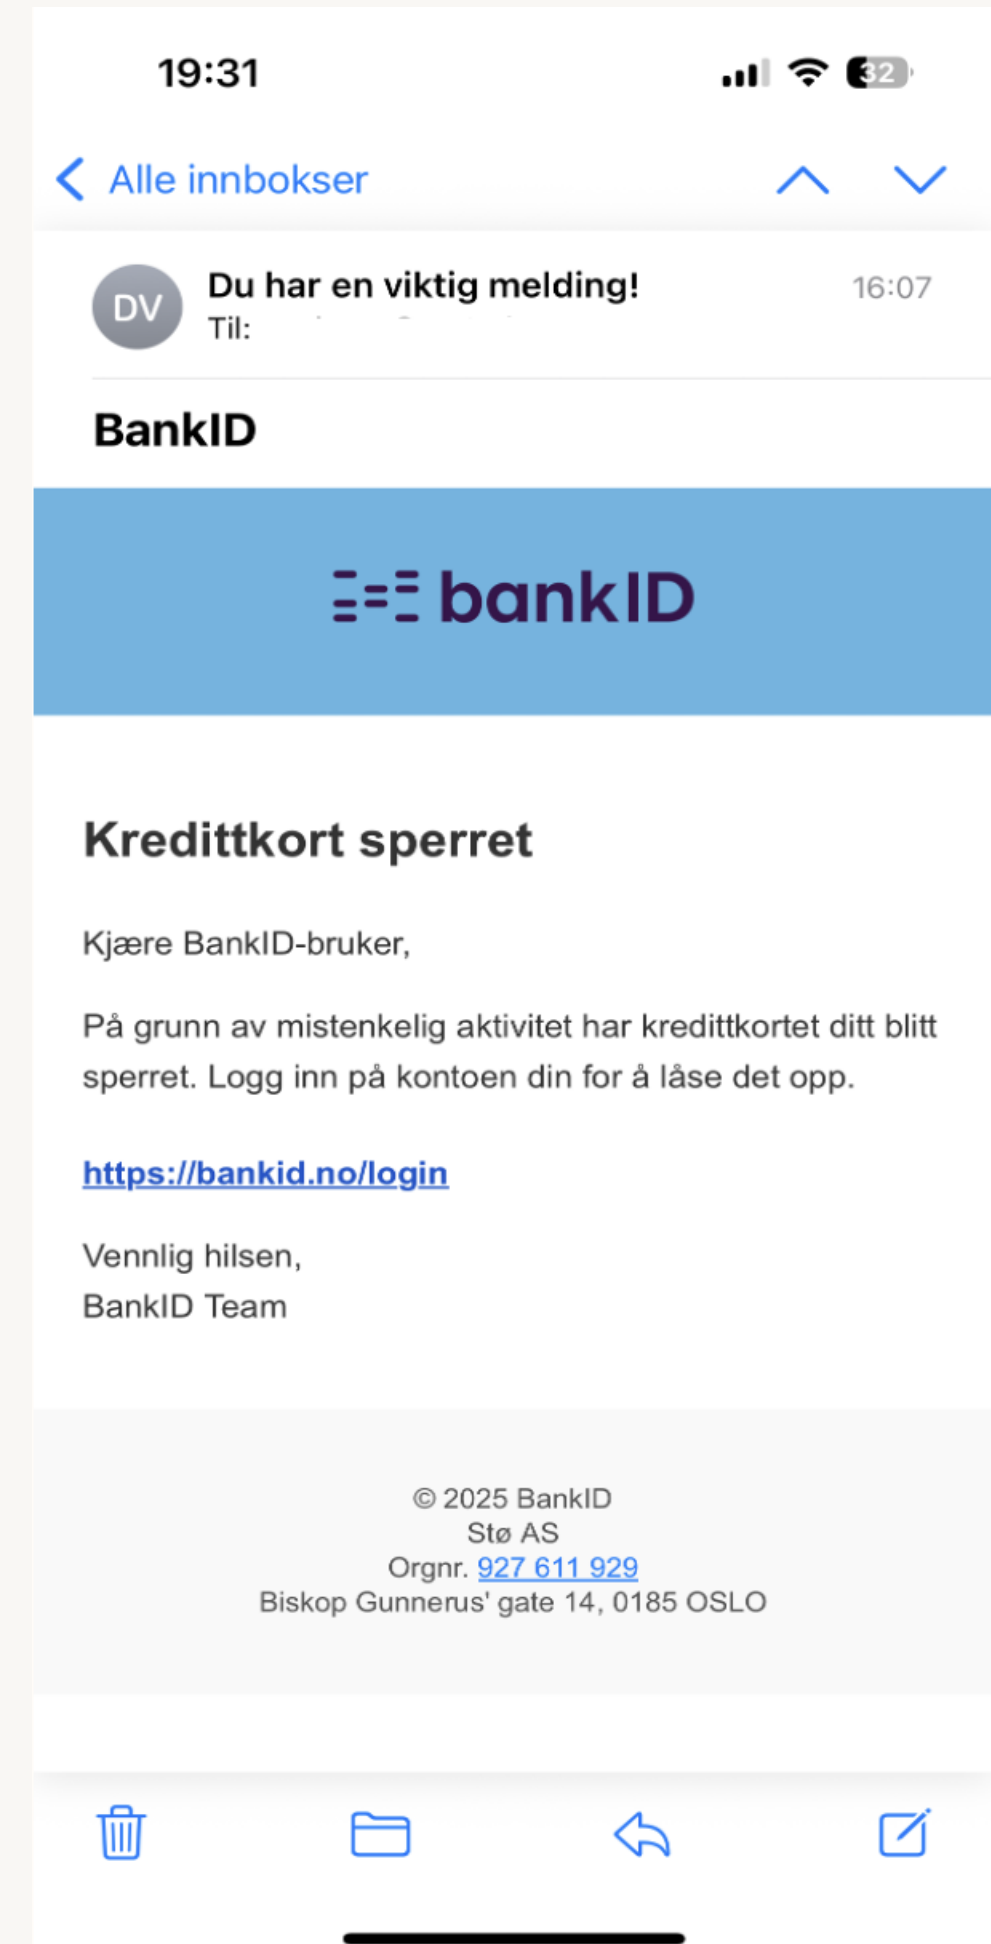 19:31
32
Alle innbokser
DV
Du har en viktig melding!
16:07
Til:
BankID
bankID
Kredittkort sperret
Kjære BankID-bruker,
På grunn av mistenkelig aktivitet har kredittkortet ditt blitt
sperret. Logg inn på kontoen din for å låse det opp.
https://bankid.no/login
Vennlig hilsen,
BankID Team
© 2025 BankID
Stø AS
Orgnr. 927 611 929
Biskop Gunnerus' gate 14, 0185 OSLO